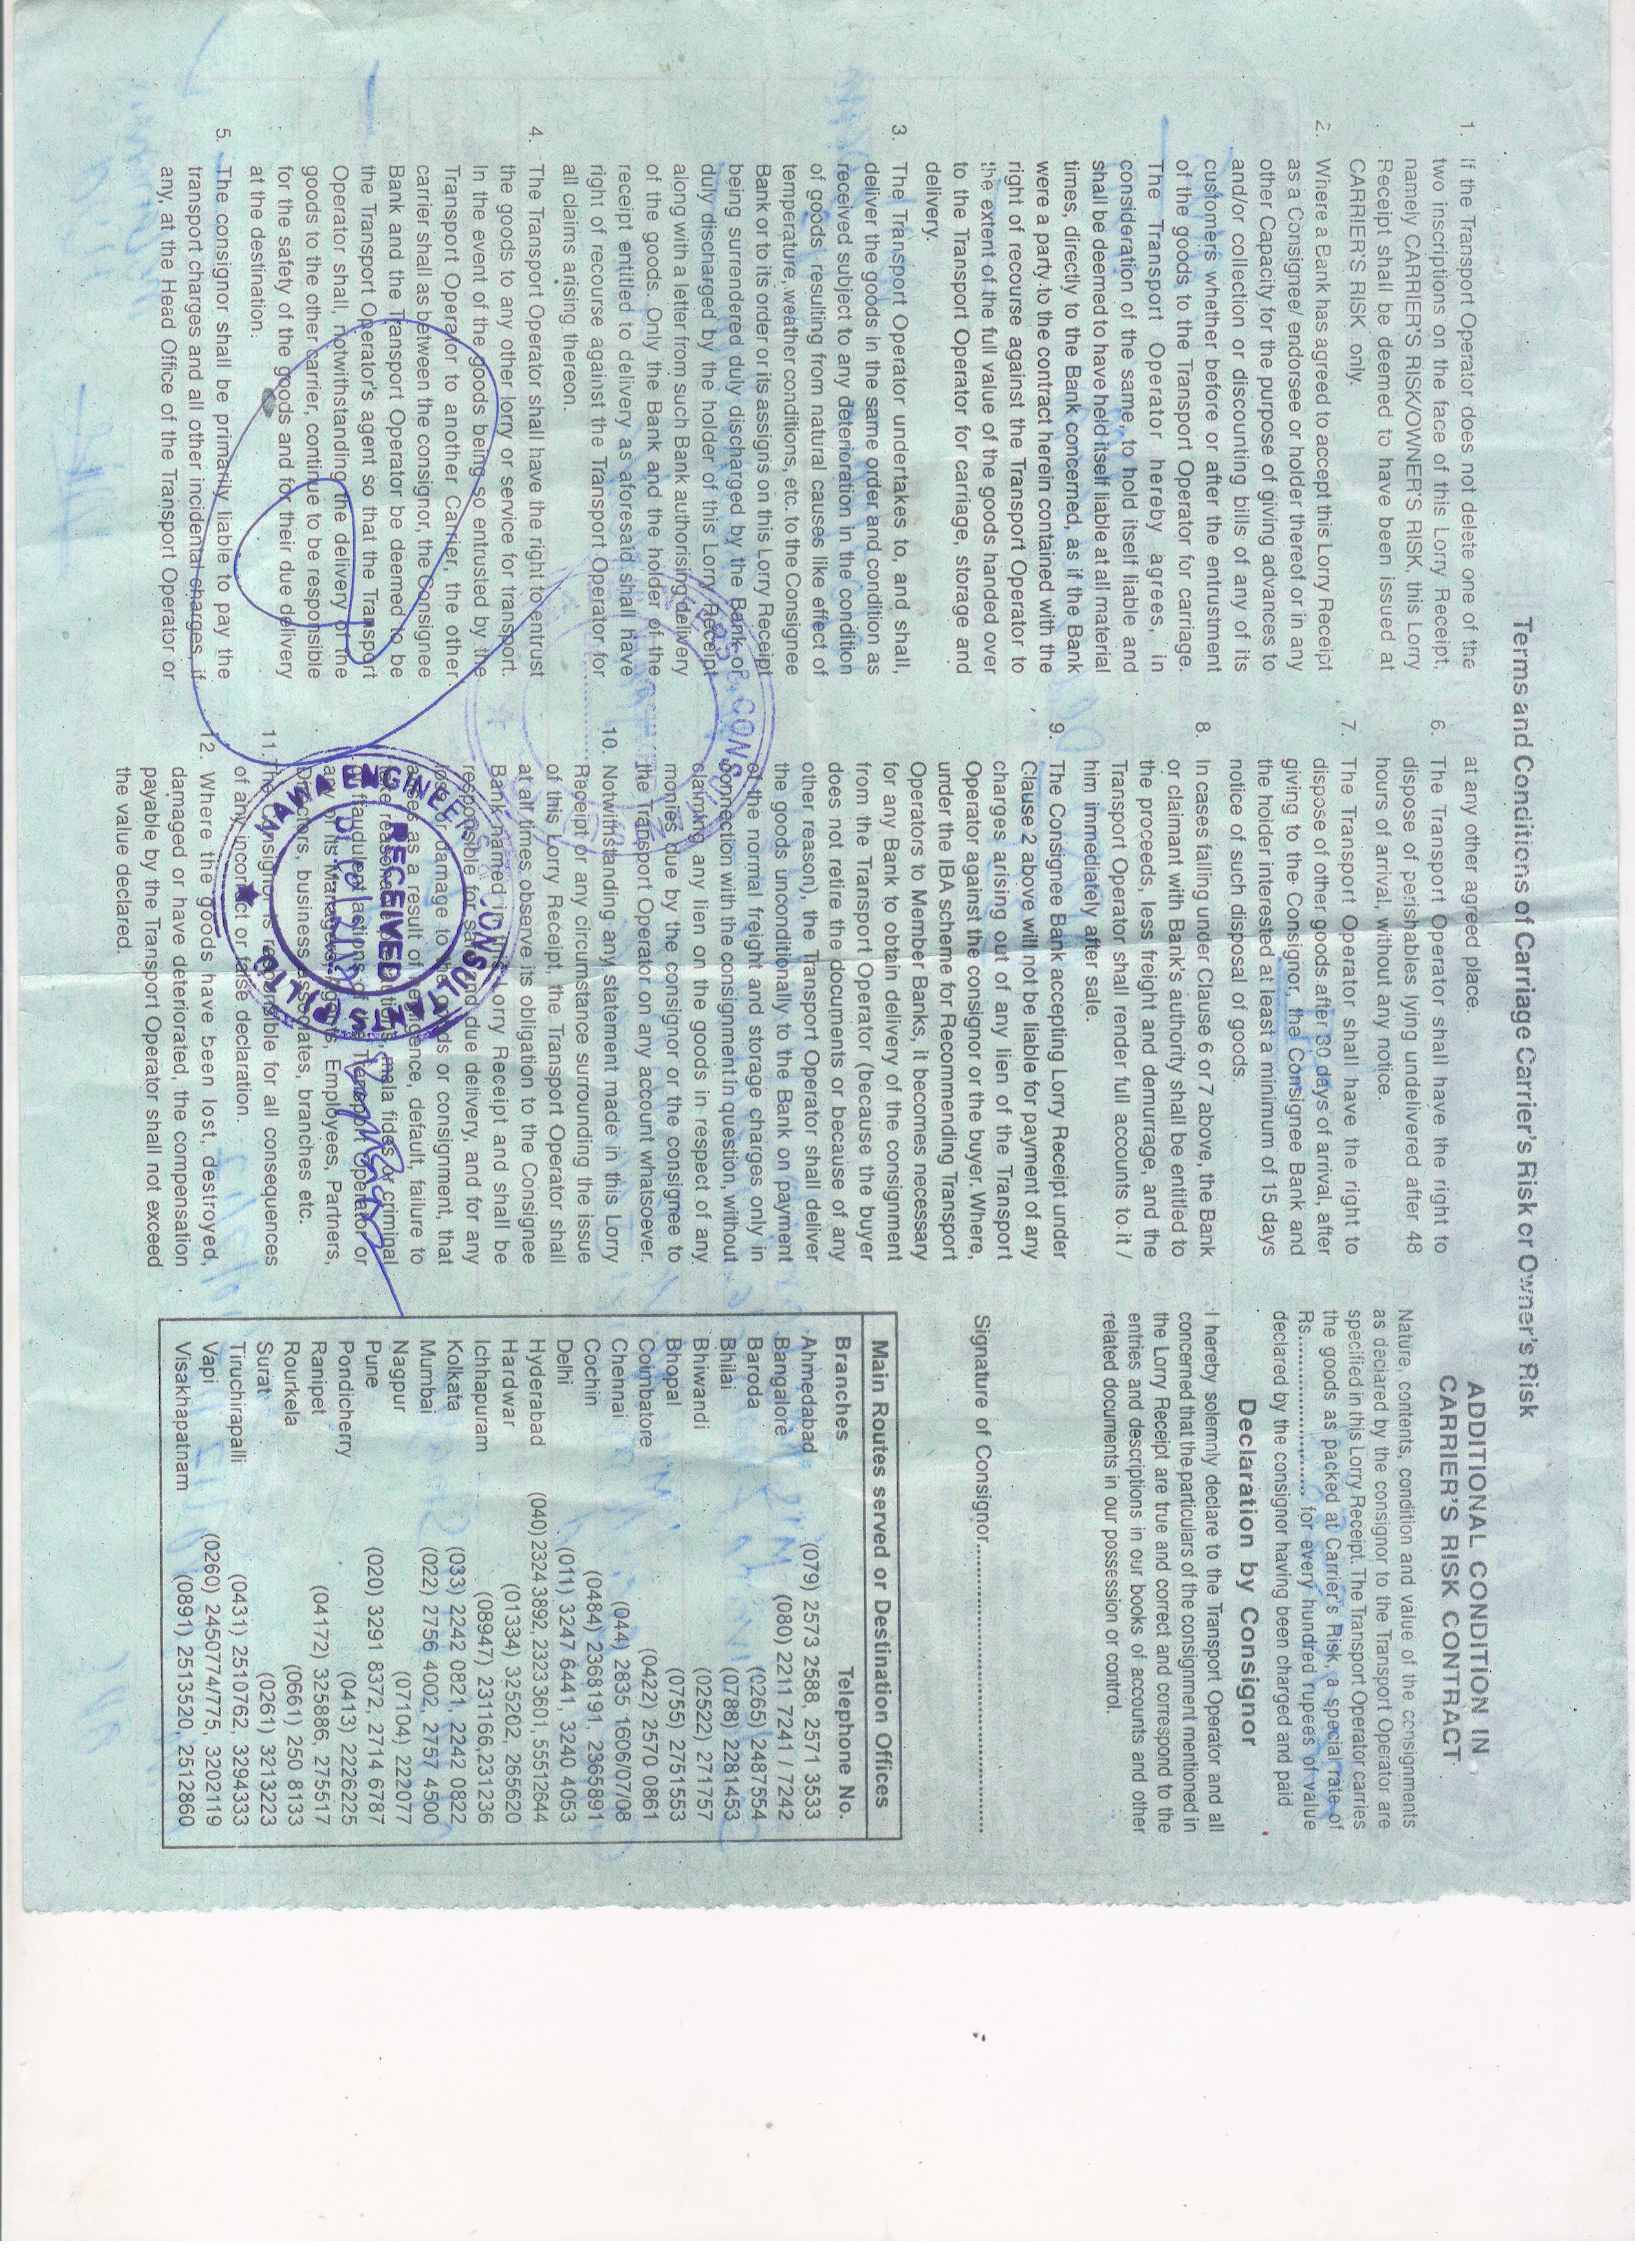 Terms and Conditions of Carriage Carrier's Risk or Owner's Risk
1. If the Transport Operator does not delete one of the
two inscriptions on the face of this Lorry Receipt,
namely CARRIER'S RISK/OWNER'S RISK, this Lorry
Receipt shall be deemed to have been issued at
CARRIER'S RISK only.
2. Where a Bank has agreed to accept this Lorry Receipt
as a Consignee/ endorsee or holder thereof or in any
other Capacity for the purpose of giving advances to
and/or collection or discounting bills of any of its
customers whether before or after the entrustment
of the goods to the Transport Operator for carriage.
The Transport Operator hereby agrees, in
consideration of the same, to hold itself liable and
shall be deemed to have held itself liable at all material
times, directly to the Bank concerned, as if the Bank
were a party to the contract herein contained with the
right of recourse against the Transport Operator to
the extent of the full value of the goods handed over
to the Transport Operator for carriage, storage and
delivery.
3. The Transport Operator undertakes to, and shall,
deliver the goods in the same order and condition as
received subject to any deterioration in the condition
of goods resulting from natural causes like effect of
temperature, weather conditions, etc. to the Consignee
Bank or to its order or its assigns on this Lorry Receipt
being surrendered duly discharged by the Bank or
duly discharged by the holder of this Lorry Receipt
along with a letter from such Bank authorising delivery
of the goods. Only the Bank and the holder of the
receipt entitled to delivery as aforesaid shall have
right of recourse against the Transport Operator for
all claims arising thereon.
4. The Transport Operator shall have the right to entrust
the goods to any other lorry or service for transport.
In the event of the goods being so entrusted by the
Transport Operator to another Carrier, the other
carrier shall as between the consignor, the Consignee
Bank and the Transport Operator be deemed to be
the Transport Operator's agent so that the Transport
Operator shall, notwithstanding the delivery of the
goods to the other carrier, continue to be responsible
for the safety of the goods and for their due delivery
at the destination.
5. The consignor shall be primarily liable to pay the
transport charges and all other incidental charges, if
any, at the Head Office of the Transport Operator or
at any other agreed place.
6. The Transport Operator shall have the right to
dispose of perishables lying undelivered after 48
hours of arrival, without any notice.
7. The Transport Operator shall have the right to
dispose of other goods after 30 days of arrival, after
giving to the Consignor, the Consignee Bank and
the holder interested at least a minimum of 15 days
notice of such disposal of goods.
8. In cases falling under Clause 6 or 7 above, the Bank
or claimant with Bank's authority shall be entitled to
the proceeds, less freight and demurrage, and the
Transport Operator shall render full accounts to it /
him immediately after sale.
9. The Consignee Bank accepting Lorry Receipt under
Clause 2 above will not be liable for payment of any
charges arising out of any lien of the Transport
Operator against the consignor or the buyer. Where,
under the IBA scheme for Recommending Transport
Operators to Member Banks, it becomes necessary
for any Bank to obtain delivery of the consignment
from the Transport Operator (because the buyer
does not retire the documents or because of any
other reason), the Transport Operator shall deliver
the goods unconditionally to the Bank on payment
of the normal freight and storage charges only in
connection with the consignment in question, without
claiming any lien on the goods in respect of any
monies due by the consignor or the consignee to
the Transport Operator on any account whatsoever.
10. Notwithstanding any statement made in this Lorry
Receipt or any circumstance surrounding the issue
of this Lorry Receipt, the Transport Operator shall
at all times observe its obligation to the Consignee
Bank named in this Lorry Receipt and shall be
responsible for safe and due delivery, and for any
loss or damage to the goods or consignment, that
arises as a result of negligence, default, failure to
take reasonable precautions, mala fides or criminal
or fraudulent actions of the Transport Operator or
any of its Managers, Agents, Employees, Partners,
Directors, business associates, branches etc.
11. The Consignor is responsible for all consequences
of any incorrect or false declaration.
12. Where the goods have been lost, destroyed,
damaged or have deteriorated, the compensation
payable by the Transport Operator shall not exceed
the value declared.
ENGINEERS & CONSULTANTS
RECEIVED
ADDITIONAL CONDITION IN
CARRIER'S RISK CONTRACT
Nature, contents, condition and value of the consignments
as declared by the consignor to the Transport Operator are
specified in this Lorry Receipt. The Transport Operator carries
the goods as packed at Carrier's Risk a special rate of
Rs.................... for every hundred rupees of value
declared by the consignor having been charged and paid
Declaration by Consignor
I hereby solemnly declare to the Transport Operator and all
concerned that the particulars of the consignment mentioned in
the Lorry Receipt are true and correct and correspond to the
entries and descriptions in our books of accounts and other
related documents in our possession or control.
Signature of Consignor....................................................
Main Routes served or Destination Offices
Branches Telephone No.
Ahmedabad (079) 2573 2588, 2571 3533
Bangalore (080) 2211 7241 / 7242
Baroda (0265) 2487554
Bhilai (0788) 2281453
Bhiwandi (02522) 271757
Bhopal (0755) 2751553
Coimbatore (0422) 2570 0861
Chennai (044) 2835 1606/07/08
Cochin (0484) 2368191, 2365891
Delhi (011) 3247 6441, 3240 4053
Hyderabad (040) 2324 3892, 2323 3601, 55512644
Hardwar (01334) 325202, 265620
Ichhapuram (08947) 231166,231236
Kolkata (033) 2242 0821, 2242 0822
Mumbai (022) 2756 4002, 2757 4500
Nagpur (07104) 222077
Pune (020) 3291 8372, 2714 6787
Pondicherry (0413) 2226225
Ranipet (04172) 325886, 275517
Rourkela (0661) 250 8133
Surat (0261) 3213223
Tiruchirapalli (0431) 2510762, 3294333
Vapi (0260) 2450774/775, 3202119
Visakhapatnam (0891) 2513520, 2512860